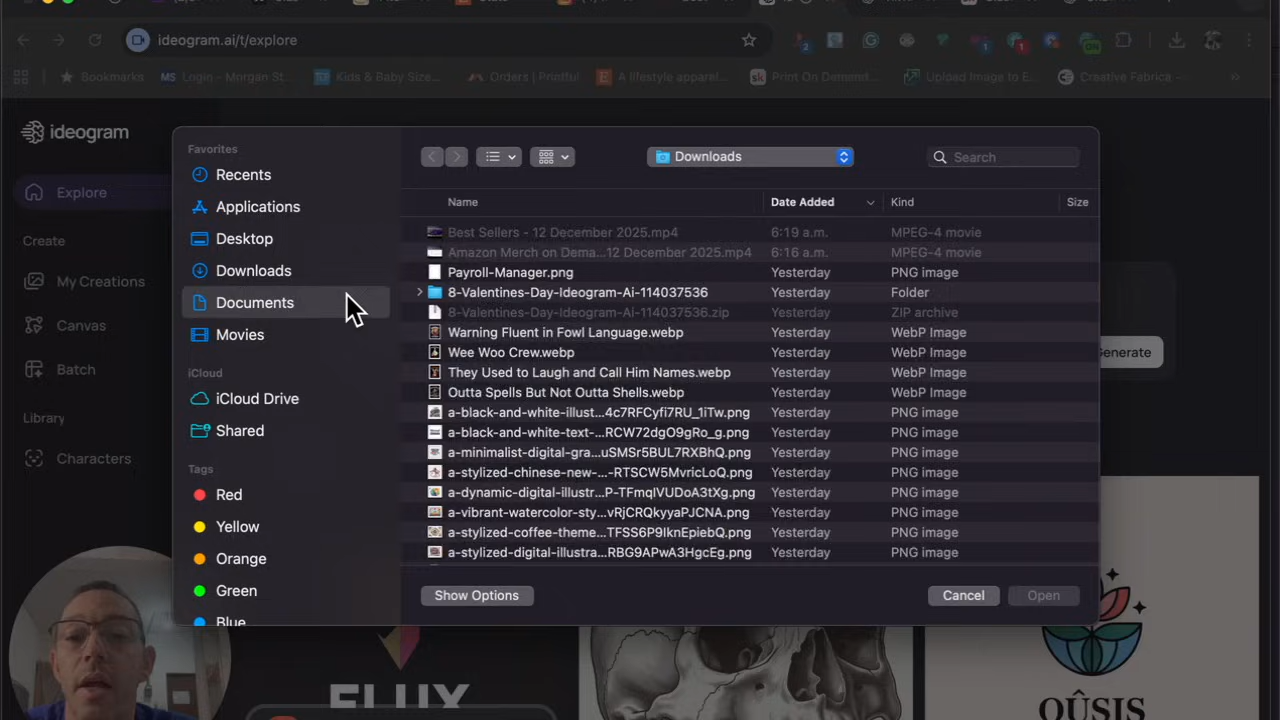 ideogram.ai/t/explore
2
1
1
ON
Bookmarks
MS Login - Morgan St...
Kids & Baby Size...
Orders | Printful
E A lifestyle apparel...
sk Print On Demand...
Upload Image to E...
Creative Fabrica –...
»
ideogram
Explore
Create
My Creations
Canvas
Batch
Library
Characters
Favorites
Recents
Applications
Desktop
Downloads
Documents
Movies
iCloud
iCloud Drive
Shared
Tags
Red
Yellow
Orange
Green
Blue
Downloads
Search
Name Date Added Kind Size
Best Sellers - 12 December 2025.mp4 6:19 a.m. MPEG-4 movie
Amazon Merch on Dema...12 December 2025.mp4 6:16 a.m. MPEG-4 movie
Payroll-Manager.png Yesterday PNG image
8-Valentines-Day-Ideogram-Ai-114037536 Yesterday Folder
8-Valentines-Day-Ideogram-Ai-114037536.zip Yesterday ZIP archive
Warning Fluent in Fowl Language.webp Yesterday WebP Image
Wee Woo Crew.webp Yesterday WebP Image
They Used to Laugh and Call Him Names.webp Yesterday WebP Image
Outta Spells But Not Outta Shells.webp Yesterday WebP Image
a-black-and-white-illust...4c7RFCyfi7RU_1iTw.png Yesterday PNG image
a-black-and-white-text-...RCW72dgO9gRo_g.png Yesterday PNG image
a-minimalist-digital-gra...uSMSr5BUL7RXBhQ.png Yesterday PNG image
a-stylized-chinese-new-...-RTSCW5MvricLoQ.png Yesterday PNG image
a-dynamic-digital-illustr...P-TFmqIVUDoA3tXg.png Yesterday PNG image
a-vibrant-watercolor-sty...vRjCRQkyyaPJCNA.png Yesterday PNG image
a-stylized-coffee-theme...TFSS6P9IknEpiebQ.png Yesterday PNG image
a-stylized-digital-illustra...RBG9APwA3HgcEg.png Yesterday PNG image
Show Options
Cancel
Open
Generate
FLUX
OÛSIS